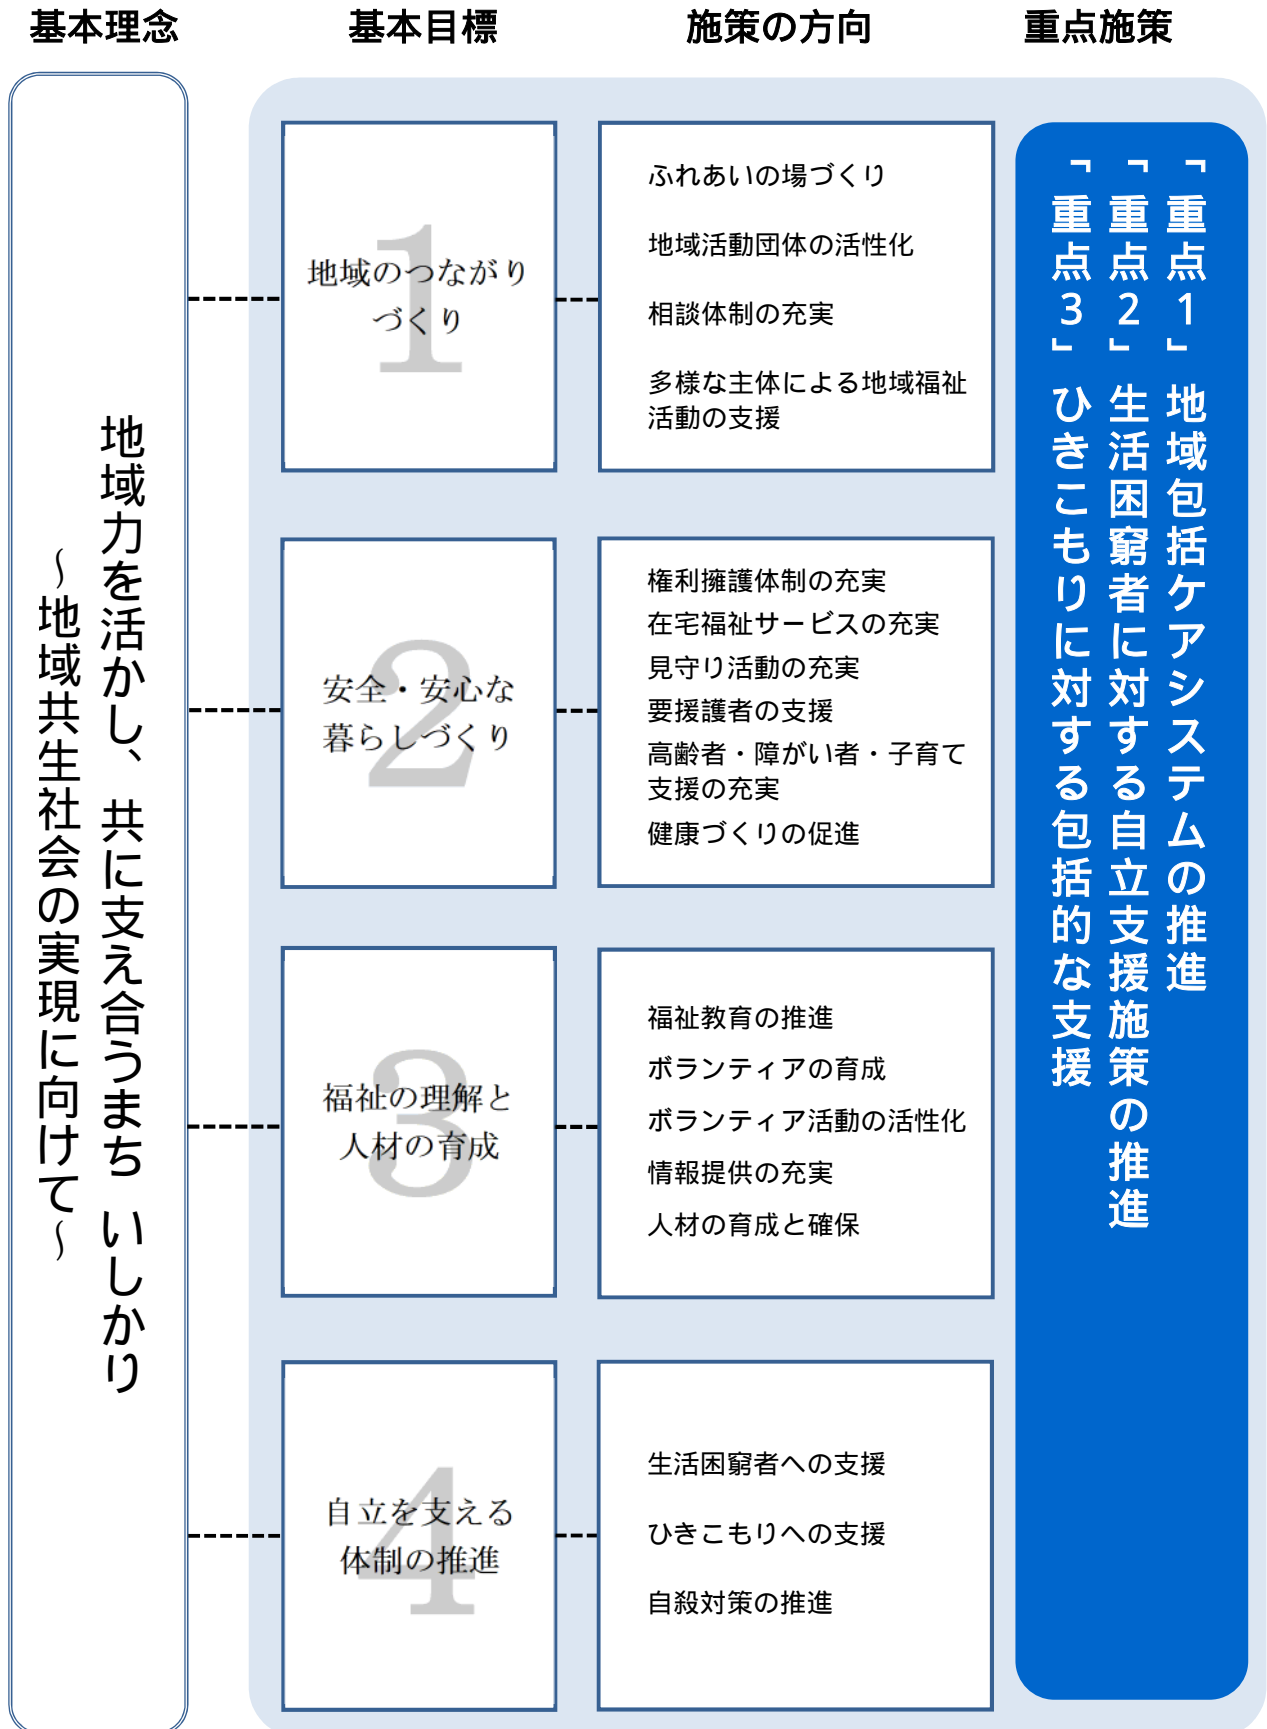 基本理念
基本目標
施策の方向
重点施策
地域力を活かし、共に支え合うまち いしかり
～地域共生社会の実現に向けて～
1
地域のつながり
づくり
ふれあいの場づくり
地域活動団体の活性化
相談体制の充実
多様な主体による地域福祉
活動の支援
2
安全・安心な
暮らしづくり
権利擁護体制の充実
在宅福祉サービスの充実
見守り活動の充実
要援護者の支援
高齢者・障がい者・子育て
支援の充実
健康づくりの促進
3
福祉の理解と
人材の育成
福祉教育の推進
ボランティアの育成
ボランティア活動の活性化
情報提供の充実
人材の育成と確保
4
自立を支える
体制の推進
生活困窮者への支援
ひきこもりへの支援
自殺対策の推進
「重点1」地域包括ケアシステムの推進
「重点2」生活困窮者に対する自立支援施策の推進
「重点3」ひきこもりに対する包括的な支援